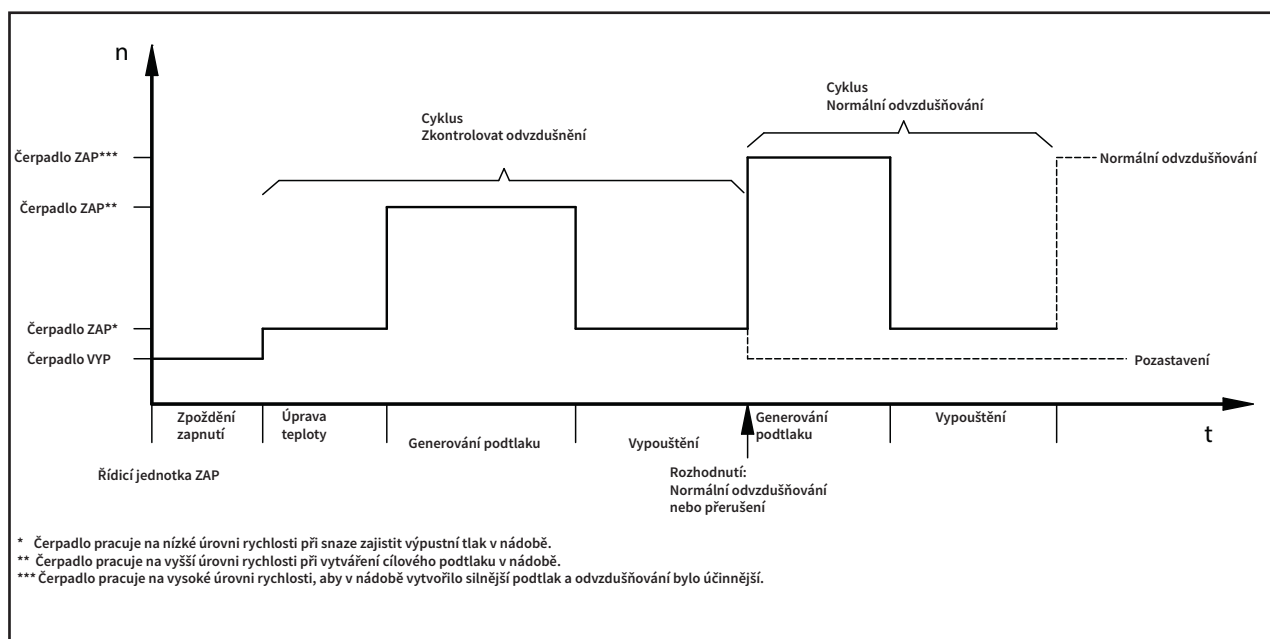 n
Cyklus
Zkontrolovat odvzdušnění
Cyklus
Normální odvzdušňování
Čerpadlo ZAP***
Normální odvzdušňování
Čerpadlo ZAP**
Čerpadlo ZAP*
Čerpadlo VYP
Pozastavení
Zpoždění
zapnutí
Úprava
teploty
Generování podtlaku
Vypouštění
Generování
podtlaku
Vypouštění
t
Řídicí jednotka ZAP
Rozhodnutí:
Normální odvzdušňování
nebo přerušení
* Čerpadlo pracuje na nízké úrovni rychlosti při snaze zajistit výpustní tlak v nádobě.
** Čerpadlo pracuje na vyšší úrovni rychlosti při vytváření cílového podtlaku v nádobě.
*** Čerpadlo pracuje na vysoké úrovni rychlosti, aby v nádobě vytvořilo silnější podtlak a odvzdušňování bylo účinnější.